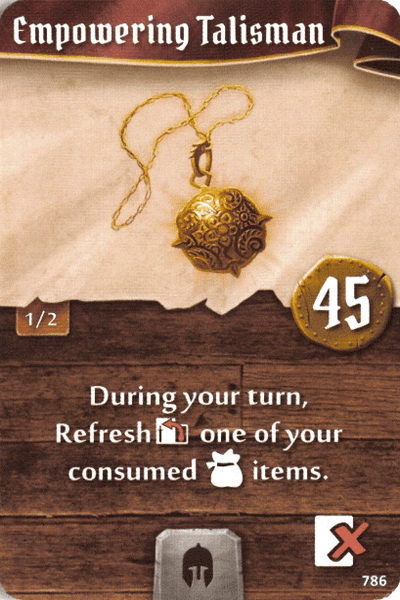 Empowering Talisman
45
1/2
During your turn,
Refresh one of your
consumed items.
786